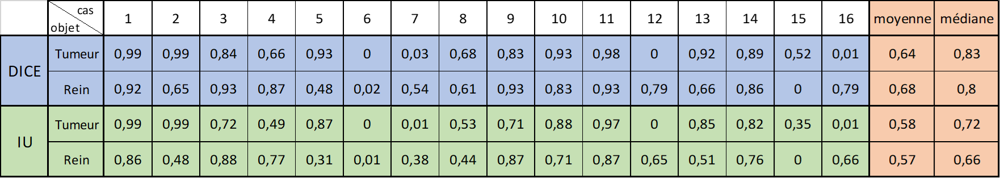 cas
objet 1 2 3 4 5 6 7 8 9 10 11 12 13 14 15 16 moyenne médiane
DICE Tumeur 0,99 0,99 0,84 0,66 0,93 0 0,03 0,68 0,83 0,93 0,98 0 0,92 0,89 0,52 0,01 0,64 0,83
Rein 0,92 0,65 0,93 0,87 0,48 0,02 0,54 0,61 0,93 0,83 0,93 0,79 0,66 0,86 0 0,79 0,68 0,8
IU Tumeur 0,99 0,99 0,72 0,49 0,87 0 0,01 0,53 0,71 0,88 0,97 0 0,85 0,82 0,35 0,01 0,58 0,72
Rein 0,86 0,48 0,88 0,77 0,31 0,01 0,38 0,44 0,87 0,71 0,87 0,65 0,51 0,76 0 0,66 0,57 0,66